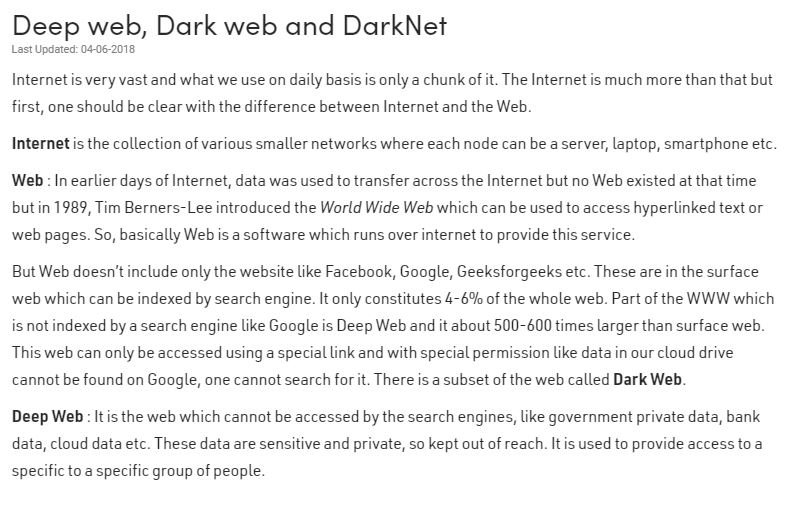 Deep web, Dark web and DarkNet
Last Updated: 04-06-2018
Internet is very vast and what we use on daily basis is only a chunk of it. The Internet is much more than that but
first, one should be clear with the difference between Internet and the Web.
Internet is the collection of various smaller networks where each node can be a server, laptop, smartphone etc.
Web : In earlier days of Internet, data was used to transfer across the Internet but no Web existed at that time
but in 1989, Tim Berners-Lee introduced the World Wide Web which can be used to access hyperlinked text or
web pages. So, basically Web is a software which runs over internet to provide this service.
But Web doesn’t include only the website like Facebook, Google, Geeksforgeeks etc. These are in the surface
web which can be indexed by search engine. It only constitutes 4-6% of the whole web. Part of the WWW which
is not indexed by a search engine like Google is Deep Web and it about 500-600 times larger than surface web.
This web can only be accessed using a special link and with special permission like data in our cloud drive
cannot be found on Google, one cannot search for it. There is a subset of the web called Dark Web.
Deep Web : It is the web which cannot be accessed by the search engines, like government private data, bank
data, cloud data etc. These data are sensitive and private, so kept out of reach. It is used to provide access to a
specific to a specific group of people.